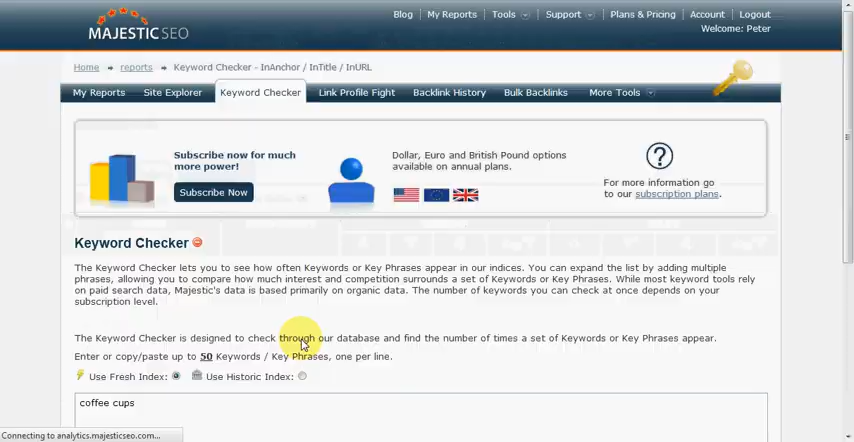 MAJESTICSEO
Blog My Reports Tools Support Plans & Pricing Account Logout
Welcome: Peter
Home reports Keyword Checker - InAnchor / InTitle / InURL
My Reports Site Explorer Keyword Checker Link Profile Fight Backlink History Bulk Backlinks More Tools
Subscribe now for much
more power!
Subscribe Now
Dollar, Euro and British Pound options
available on annual plans.
?
For more information go
to our subscription plans.
Keyword Checker
The Keyword Checker lets you to see how often Keywords or Key Phrases appear in our indices. You can expand the list by adding multiple
phrases, allowing you to compare how much interest and competition surrounds a set of Keywords or Key Phrases. While most keyword tools rely
on paid search data, Majestic's data is based primarily on organic data. The number of keywords you can check at once depends on your
subscription level.
The Keyword Checker is designed to check through our database and find the number of times a set of Keywords or Key Phrases appear.
Enter or copy/paste up to 50 Keywords / Key Phrases, one per line.
Use Fresh Index: Use Historic Index:
coffee cups
Connecting to analytics.majesticseo.com...